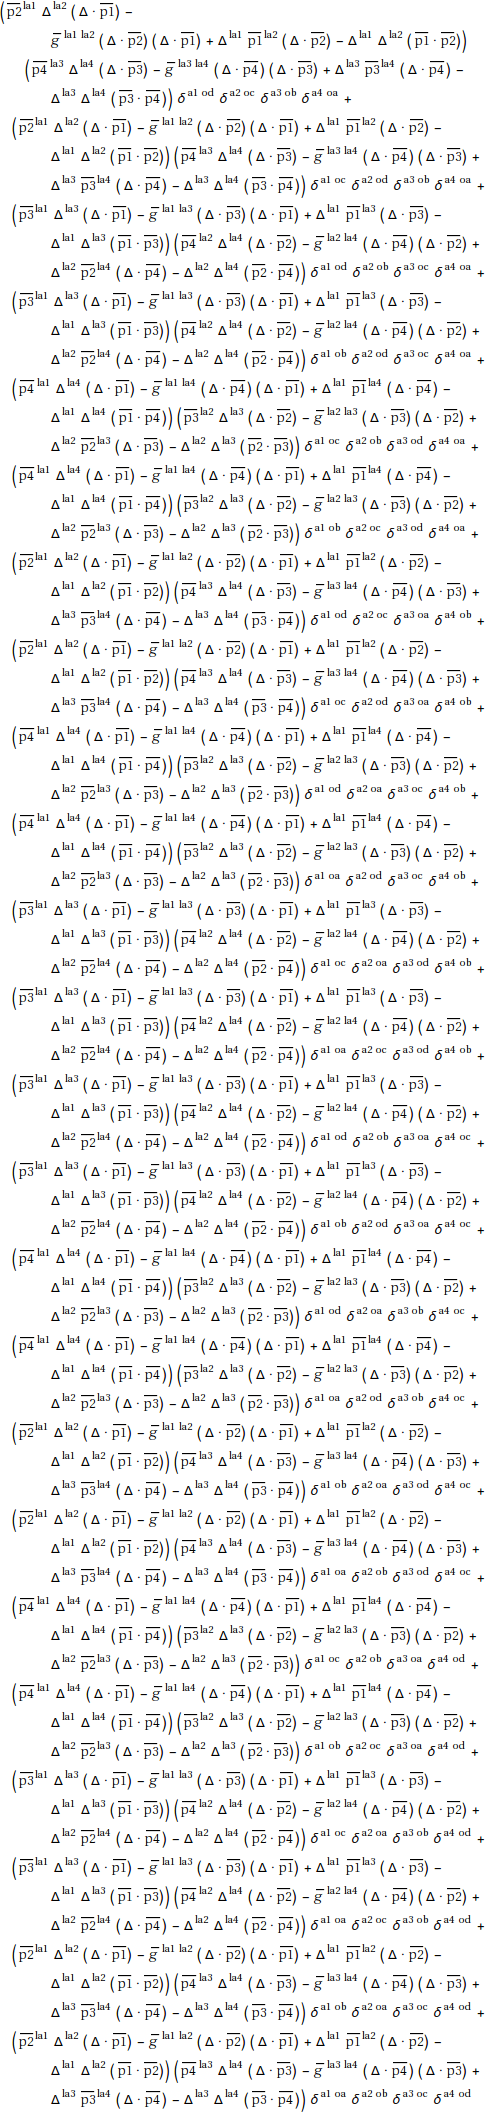 (p2 la1 Δ la2 (Δ · p1) −
g la1 la2 (Δ · p2) (Δ · p1) + Δ la1 p1 la2 (Δ · p2) − Δ la1 Δ la2 (p1 · p2))
(p4 la3 Δ la4 (Δ · p3) − g la3 la4 (Δ · p4) (Δ · p3) + Δ la3 p3 la4 (Δ · p4) −
Δ la3 Δ la4 (p3 · p4)) δ a1 od δ a2 oc δ a3 ob δ a4 oa +
(p2 la1 Δ la2 (Δ · p1) − g la1 la2 (Δ · p2) (Δ · p1) + Δ la1 p1 la2 (Δ · p2) −
Δ la1 Δ la2 (p1 · p2)) (p4 la3 Δ la4 (Δ · p3) − g la3 la4 (Δ · p4) (Δ · p3) +
Δ la3 p3 la4 (Δ · p4) − Δ la3 Δ la4 (p3 · p4)) δ a1 oc δ a2 od δ a3 ob δ a4 oa +
(p3 la1 Δ la3 (Δ · p1) − g la1 la3 (Δ · p3) (Δ · p1) + Δ la1 p1 la3 (Δ · p3) −
Δ la1 Δ la3 (p1 · p3)) (p4 la2 Δ la4 (Δ · p2) − g la2 la4 (Δ · p4) (Δ · p2) +
Δ la2 p2 la4 (Δ · p4) − Δ la2 Δ la4 (p2 · p4)) δ a1 od δ a2 ob δ a3 oc δ a4 oa +
(p3 la1 Δ la3 (Δ · p1) − g la1 la3 (Δ · p3) (Δ · p1) + Δ la1 p1 la3 (Δ · p3) −
Δ la1 Δ la3 (p1 · p3)) (p4 la2 Δ la4 (Δ · p2) − g la2 la4 (Δ · p4) (Δ · p2) +
Δ la2 p2 la4 (Δ · p4) − Δ la2 Δ la4 (p2 · p4)) δ a1 ob δ a2 od δ a3 oc δ a4 oa +
(p4 la1 Δ la4 (Δ · p1) − g la1 la4 (Δ · p4) (Δ · p1) + Δ la1 p1 la4 (Δ · p4) −
Δ la1 Δ la4 (p1 · p4)) (p3 la2 Δ la3 (Δ · p2) − g la2 la3 (Δ · p3) (Δ · p2) +
Δ la2 p2 la3 (Δ · p3) − Δ la2 Δ la3 (p2 · p3)) δ a1 oc δ a2 ob δ a3 od δ a4 oa +
(p4 la1 Δ la4 (Δ · p1) − g la1 la4 (Δ · p4) (Δ · p1) + Δ la1 p1 la4 (Δ · p4) −
Δ la1 Δ la4 (p1 · p4)) (p3 la2 Δ la3 (Δ · p2) − g la2 la3 (Δ · p3) (Δ · p2) +
Δ la2 p2 la3 (Δ · p3) − Δ la2 Δ la3 (p2 · p3)) δ a1 ob δ a2 oc δ a3 od δ a4 oa +
(p2 la1 Δ la2 (Δ · p1) − g la1 la2 (Δ · p2) (Δ · p1) + Δ la1 p1 la2 (Δ · p2) −
Δ la1 Δ la2 (p1 · p2)) (p4 la3 Δ la4 (Δ · p3) − g la3 la4 (Δ · p4) (Δ · p3) +
Δ la3 p3 la4 (Δ · p4) − Δ la3 Δ la4 (p3 · p4)) δ a1 od δ a2 oc δ a3 oa δ a4 ob +
(p2 la1 Δ la2 (Δ · p1) − g la1 la2 (Δ · p2) (Δ · p1) + Δ la1 p1 la2 (Δ · p2) −
Δ la1 Δ la2 (p1 · p2)) (p4 la3 Δ la4 (Δ · p3) − g la3 la4 (Δ · p4) (Δ · p3) +
Δ la3 p3 la4 (Δ · p4) − Δ la3 Δ la4 (p3 · p4)) δ a1 oc δ a2 od δ a3 oa δ a4 ob +
(p4 la1 Δ la4 (Δ · p1) − g la1 la4 (Δ · p4) (Δ · p1) + Δ la1 p1 la4 (Δ · p4) −
Δ la1 Δ la4 (p1 · p4)) (p3 la2 Δ la3 (Δ · p2) − g la2 la3 (Δ · p3) (Δ · p2) +
Δ la2 p2 la3 (Δ · p3) − Δ la2 Δ la3 (p2 · p3)) δ a1 od δ a2 oa δ a3 oc δ a4 ob +
(p4 la1 Δ la4 (Δ · p1) − g la1 la4 (Δ · p4) (Δ · p1) + Δ la1 p1 la4 (Δ · p4) −
Δ la1 Δ la4 (p1 · p4)) (p3 la2 Δ la3 (Δ · p2) − g la2 la3 (Δ · p3) (Δ · p2) +
Δ la2 p2 la3 (Δ · p3) − Δ la2 Δ la3 (p2 · p3)) δ a1 oa δ a2 od δ a3 oc δ a4 ob +
(p3 la1 Δ la3 (Δ · p1) − g la1 la3 (Δ · p3) (Δ · p1) + Δ la1 p1 la3 (Δ · p3) −
Δ la1 Δ la3 (p1 · p3)) (p4 la2 Δ la4 (Δ · p2) − g la2 la4 (Δ · p4) (Δ · p2) +
Δ la2 p2 la4 (Δ · p4) − Δ la2 Δ la4 (p2 · p4)) δ a1 oc δ a2 oa δ a3 od δ a4 ob +
(p3 la1 Δ la3 (Δ · p1) − g la1 la3 (Δ · p3) (Δ · p1) + Δ la1 p1 la3 (Δ · p3) −
Δ la1 Δ la3 (p1 · p3)) (p4 la2 Δ la4 (Δ · p2) − g la2 la4 (Δ · p4) (Δ · p2) +
Δ la2 p2 la4 (Δ · p4) − Δ la2 Δ la4 (p2 · p4)) δ a1 oa δ a2 oc δ a3 od δ a4 ob +
(p3 la1 Δ la3 (Δ · p1) − g la1 la3 (Δ · p3) (Δ · p1) + Δ la1 p1 la3 (Δ · p3) −
Δ la1 Δ la3 (p1 · p3)) (p4 la2 Δ la4 (Δ · p2) − g la2 la4 (Δ · p4) (Δ · p2) +
Δ la2 p2 la4 (Δ · p4) − Δ la2 Δ la4 (p2 · p4)) δ a1 od δ a2 ob δ a3 oa δ a4 oc +
(p3 la1 Δ la3 (Δ · p1) − g la1 la3 (Δ · p3) (Δ · p1) + Δ la1 p1 la3 (Δ · p3) −
Δ la1 Δ la3 (p1 · p3)) (p4 la2 Δ la4 (Δ · p2) − g la2 la4 (Δ · p4) (Δ · p2) +
Δ la2 p2 la4 (Δ · p4) − Δ la2 Δ la4 (p2 · p4)) δ a1 ob δ a2 od δ a3 oa δ a4 oc +
(p4 la1 Δ la4 (Δ · p1) − g la1 la4 (Δ · p4) (Δ · p1) + Δ la1 p1 la4 (Δ · p4) −
Δ la1 Δ la4 (p1 · p4)) (p3 la2 Δ la3 (Δ · p2) − g la2 la3 (Δ · p3) (Δ · p2) +
Δ la2 p2 la3 (Δ · p3) − Δ la2 Δ la3 (p2 · p3)) δ a1 od δ a2 oa δ a3 ob δ a4 oc +
(p4 la1 Δ la4 (Δ · p1) − g la1 la4 (Δ · p4) (Δ · p1) + Δ la1 p1 la4 (Δ · p4) −
Δ la1 Δ la4 (p1 · p4)) (p3 la2 Δ la3 (Δ · p2) − g la2 la3 (Δ · p3) (Δ · p2) +
Δ la2 p2 la3 (Δ · p3) − Δ la2 Δ la3 (p2 · p3)) δ a1 oa δ a2 od δ a3 ob δ a4 oc +
(p2 la1 Δ la2 (Δ · p1) − g la1 la2 (Δ · p2) (Δ · p1) + Δ la1 p1 la2 (Δ · p2) −
Δ la1 Δ la2 (p1 · p2)) (p4 la3 Δ la4 (Δ · p3) − g la3 la4 (Δ · p4) (Δ · p3) +
Δ la3 p3 la4 (Δ · p4) − Δ la3 Δ la4 (p3 · p4)) δ a1 ob δ a2 oa δ a3 od δ a4 oc +
(p2 la1 Δ la2 (Δ · p1) − g la1 la2 (Δ · p2) (Δ · p1) + Δ la1 p1 la2 (Δ · p2) −
Δ la1 Δ la2 (p1 · p2)) (p4 la3 Δ la4 (Δ · p3) − g la3 la4 (Δ · p4) (Δ · p3) +
Δ la3 p3 la4 (Δ · p4) − Δ la3 Δ la4 (p3 · p4)) δ a1 oa δ a2 ob δ a3 od δ a4 oc +
(p4 la1 Δ la4 (Δ · p1) − g la1 la4 (Δ · p4) (Δ · p1) + Δ la1 p1 la4 (Δ · p4) −
Δ la1 Δ la4 (p1 · p4)) (p3 la2 Δ la3 (Δ · p2) − g la2 la3 (Δ · p3) (Δ · p2) +
Δ la2 p2 la3 (Δ · p3) − Δ la2 Δ la3 (p2 · p3)) δ a1 oc δ a2 ob δ a3 oa δ a4 od +
(p4 la1 Δ la4 (Δ · p1) − g la1 la4 (Δ · p4) (Δ · p1) + Δ la1 p1 la4 (Δ · p4) −
Δ la1 Δ la4 (p1 · p4)) (p3 la2 Δ la3 (Δ · p2) − g la2 la3 (Δ · p3) (Δ · p2) +
Δ la2 p2 la3 (Δ · p3) − Δ la2 Δ la3 (p2 · p3)) δ a1 ob δ a2 oc δ a3 oa δ a4 od +
(p3 la1 Δ la3 (Δ · p1) − g la1 la3 (Δ · p3) (Δ · p1) + Δ la1 p1 la3 (Δ · p3) −
Δ la1 Δ la3 (p1 · p3)) (p4 la2 Δ la4 (Δ · p2) − g la2 la4 (Δ · p4) (Δ · p2) +
Δ la2 p2 la4 (Δ · p4) − Δ la2 Δ la4 (p2 · p4)) δ a1 oc δ a2 oa δ a3 ob δ a4 od +
(p3 la1 Δ la3 (Δ · p1) − g la1 la3 (Δ · p3) (Δ · p1) + Δ la1 p1 la3 (Δ · p3) −
Δ la1 Δ la3 (p1 · p3)) (p4 la2 Δ la4 (Δ · p2) − g la2 la4 (Δ · p4) (Δ · p2) +
Δ la2 p2 la4 (Δ · p4) − Δ la2 Δ la4 (p2 · p4)) δ a1 oa δ a2 oc δ a3 ob δ a4 od +
(p2 la1 Δ la2 (Δ · p1) − g la1 la2 (Δ · p2) (Δ · p1) + Δ la1 p1 la2 (Δ · p2) −
Δ la1 Δ la2 (p1 · p2)) (p4 la3 Δ la4 (Δ · p3) − g la3 la4 (Δ · p4) (Δ · p3) +
Δ la3 p3 la4 (Δ · p4) − Δ la3 Δ la4 (p3 · p4)) δ a1 ob δ a2 oa δ a3 oc δ a4 od +
(p2 la1 Δ la2 (Δ · p1) − g la1 la2 (Δ · p2) (Δ · p1) + Δ la1 p1 la2 (Δ · p2) −
Δ la1 Δ la2 (p1 · p2)) (p4 la3 Δ la4 (Δ · p3) − g la3 la4 (Δ · p4) (Δ · p3) +
Δ la3 p3 la4 (Δ · p4) − Δ la3 Δ la4 (p3 · p4)) δ a1 oa δ a2 ob δ a3 oc δ a4 od